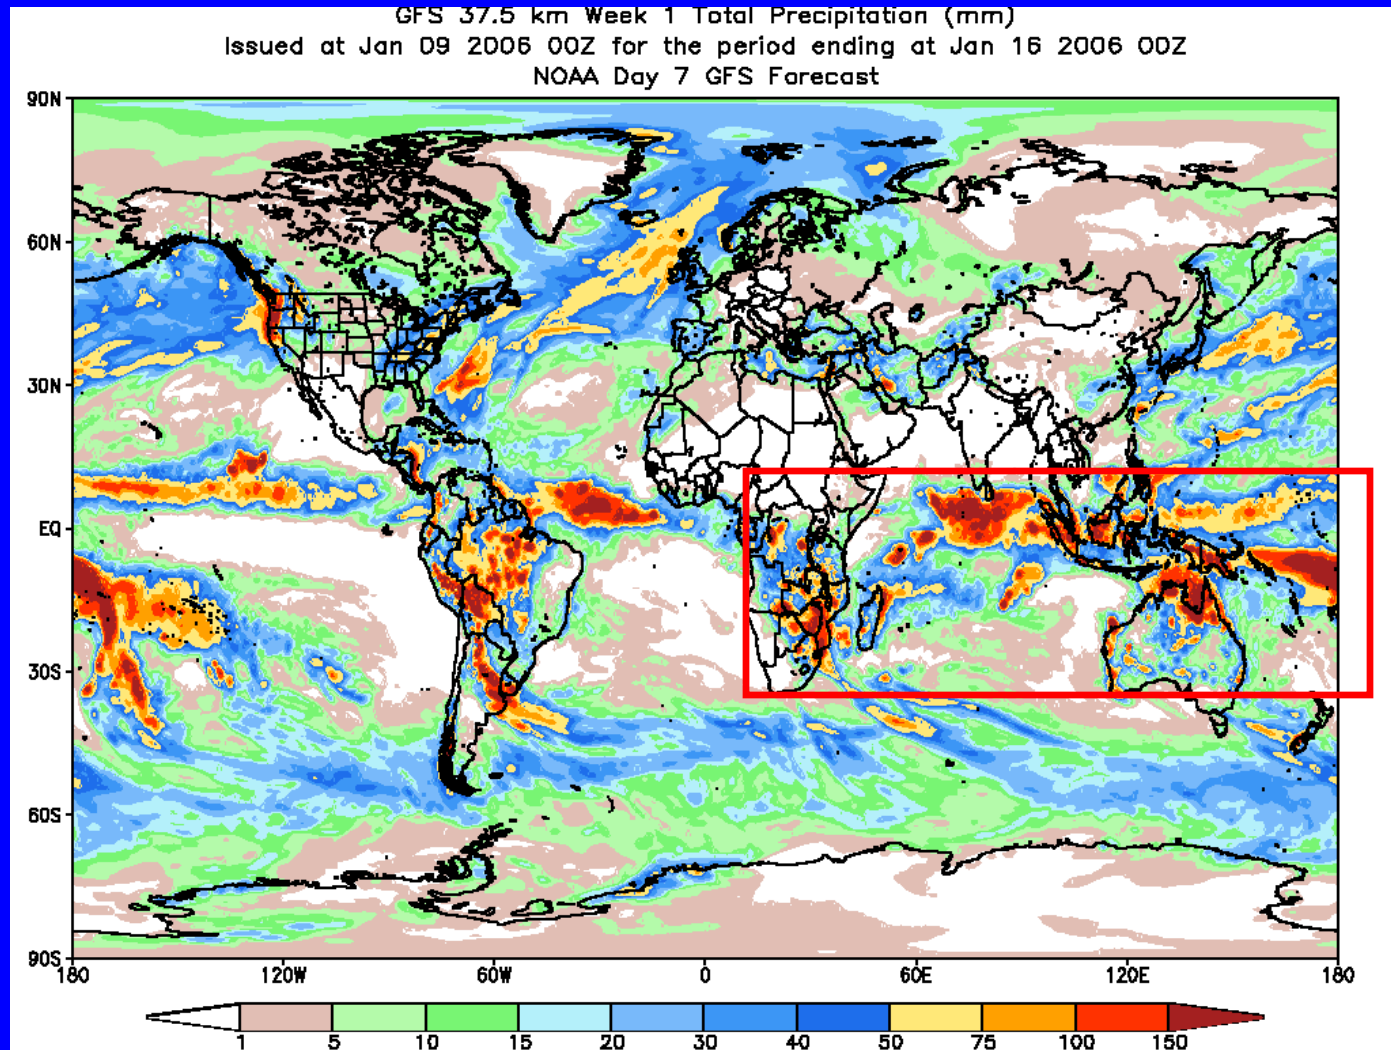 GFS 37.5 km Week 1 Total Precipitation (mm)
Issued at Jan 09 2006 00Z for the period ending at Jan 16 2006 00Z
NOAA Day 7 GFS Forecast
90N
60N
30N
EQ
30S
60S
90S
180 120W 60W 0 60E 120E 180
1 5 10 15 20 30 40 50 75 100 150